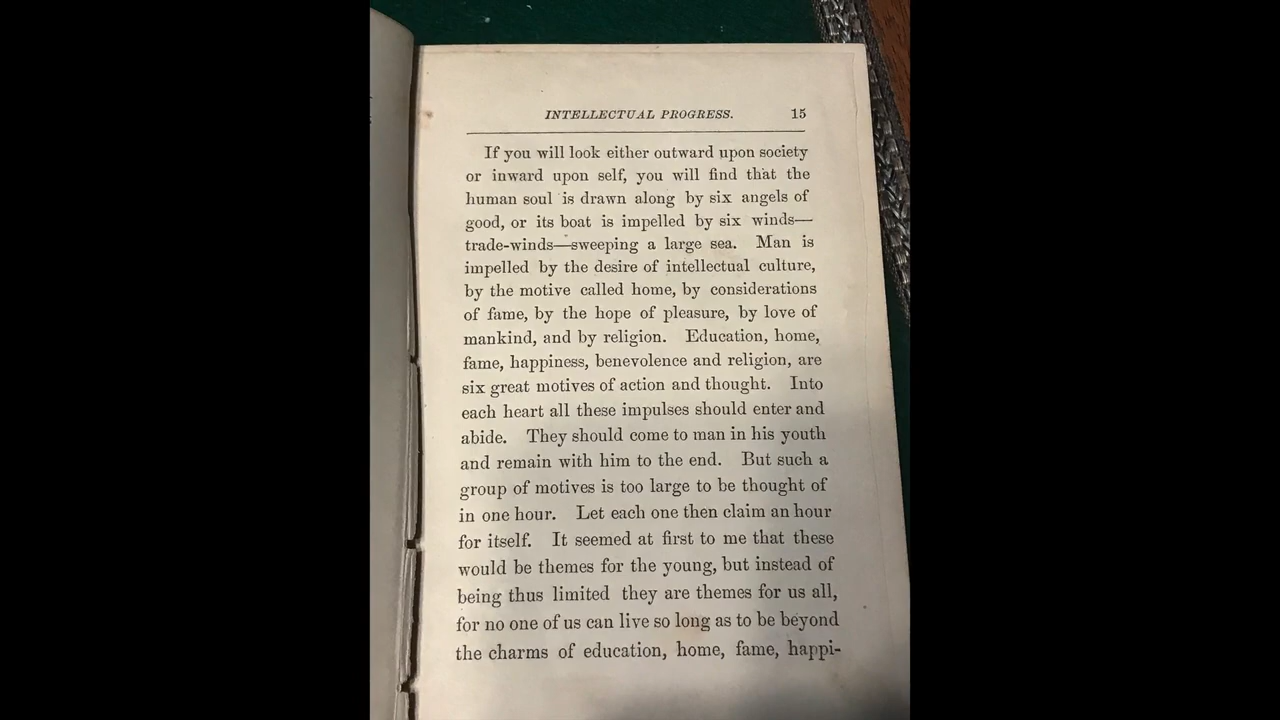 INTELLECTUAL PROGRESS. 15
If you will look either outward upon society
or inward upon self, you will find that the
human soul is drawn along by six angels of
good, or its boat is impelled by six winds—
trade-winds—sweeping a large sea. Man is
impelled by the desire of intellectual culture,
by the motive called home, by considerations
of fame, by the hope of pleasure, by love of
mankind, and by religion. Education, home,
fame, happiness, benevolence and religion, are
six great motives of action and thought. Into
each heart all these impulses should enter and
abide. They should come to man in his youth
and remain with him to the end. But such a
group of motives is too large to be thought of
in one hour. Let each one then claim an hour
for itself. It seemed at first to me that these
would be themes for the young, but instead of
being thus limited they are themes for us all,
for no one of us can live so long as to be beyond
the charms of education, home, fame, happi-